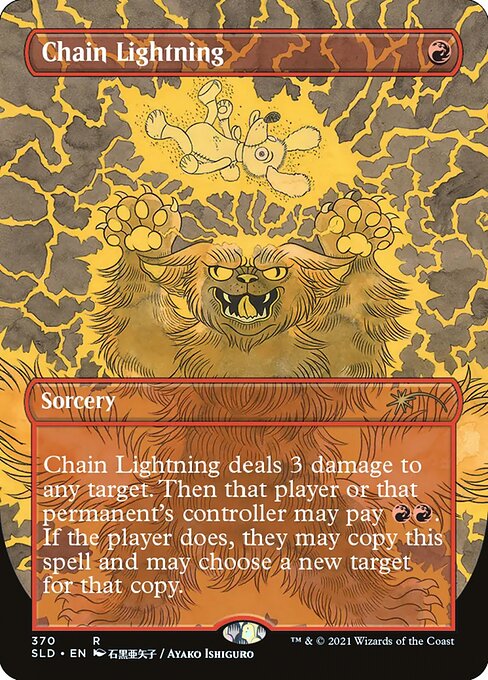 Chain Lightning
Sorcery
Chain Lightning deals 3 damage to
any target. Then that player or that
permanent's controller may pay .
If the player does, they may copy this
spell and may choose a new target
for that copy.
370 R
SLD • EN 石黒亜矢子 / Ayako Ishiguro
™ & © 2021 Wizards of the Coast